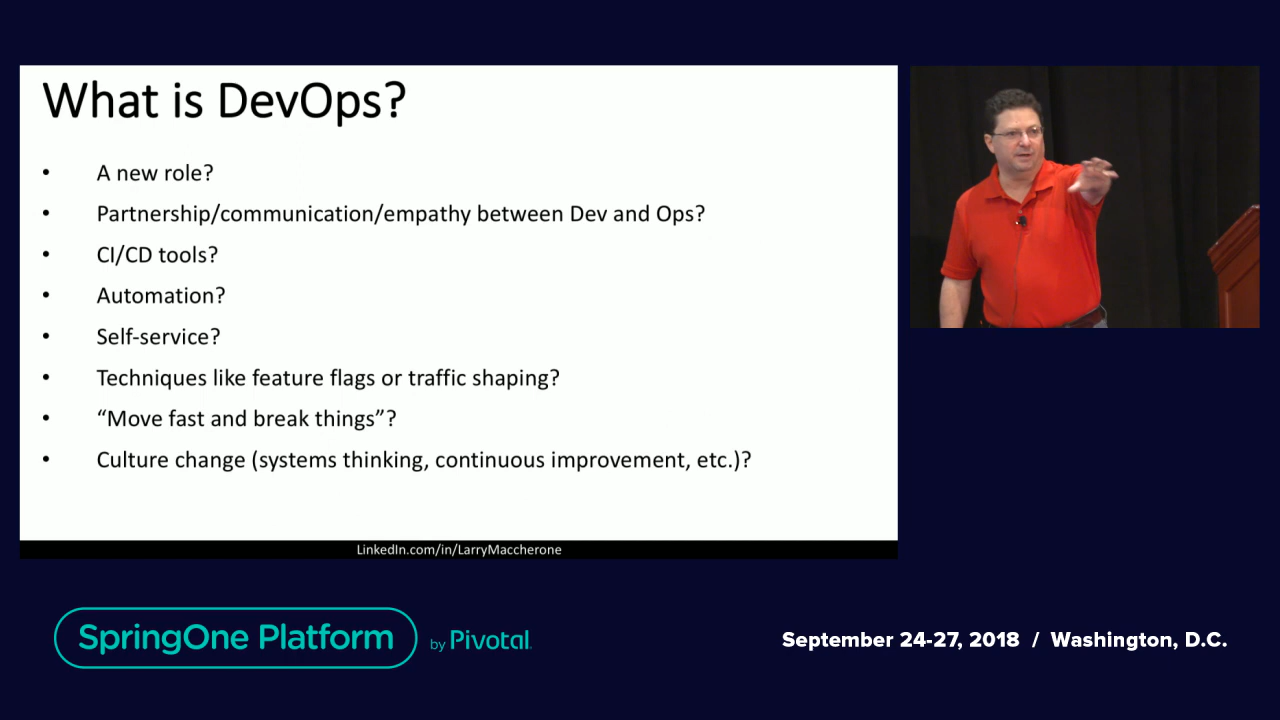 What is DevOps?
• A new role?
• Partnership/communication/empathy between Dev and Ops?
• CI/CD tools?
• Automation?
• Self-service?
• Techniques like feature flags or traffic shaping?
• “Move fast and break things”?
• Culture change (systems thinking, continuous improvement, etc.)?
LinkedIn.com/in/LarryMaccherone
SpringOne Platform by Pivotal.
September 24-27, 2018 / Washington, D.C.